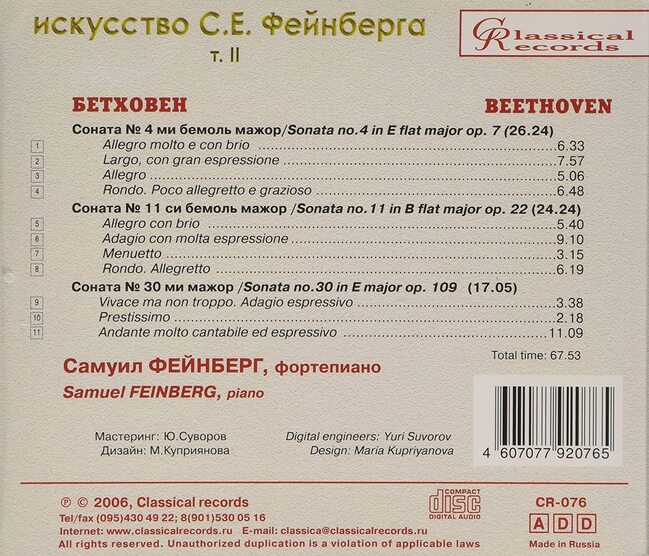 искусство С.Е. Фейнберга
т. II
Classical
Records
БЕТХОВЕН BEETHOVEN
Соната № 4 ми бемоль мажор/Sonata no.4 in E flat major op. 7 (26.24)
1 Allegro molto e con brio 6.33
2 Largo, con gran espressione 7.57
3 Allegro 5.06
4 Rondo. Poco allegretto e grazioso 6.48
Соната № 11 си бемоль мажор /Sonata no.11 in B flat major op. 22 (24.24)
5 Allegro con brio 5.40
6 Adagio con molta espressione 9.10
7 Menuetto 3.15
8 Rondo. Allegretto 6.19
Соната № 30 ми мажор /Sonata no.30 in E major op. 109 (17.05)
9 Vivace ma non troppo. Adagio espressivo 3.38
10 Prestissimo 2.18
11 Andante molto cantabile ed espressivo 11.09
Total time: 67.53
Самуил ФЕЙНБЕРГ, фортепиано
Samuel FEINBERG, piano
Мастеринг: Ю.Суворов Digital engineers: Yuri Suvorov
Дизайн: М.Куприянова Design: Maria Kupriyanova
4 607077 920765
℗ © 2006, Classical records
Tel/fax (095)430 49 22; 8(901)530 05 16
Internet: www.classicalrecords.ru E-mail: classica@classicalrecords.ru
All rights reserved. Unauthorized duplication is a violation of applicable laws
COMPACT
disc
DIGITAL AUDIO
CR-076
A D D
Made in Russia